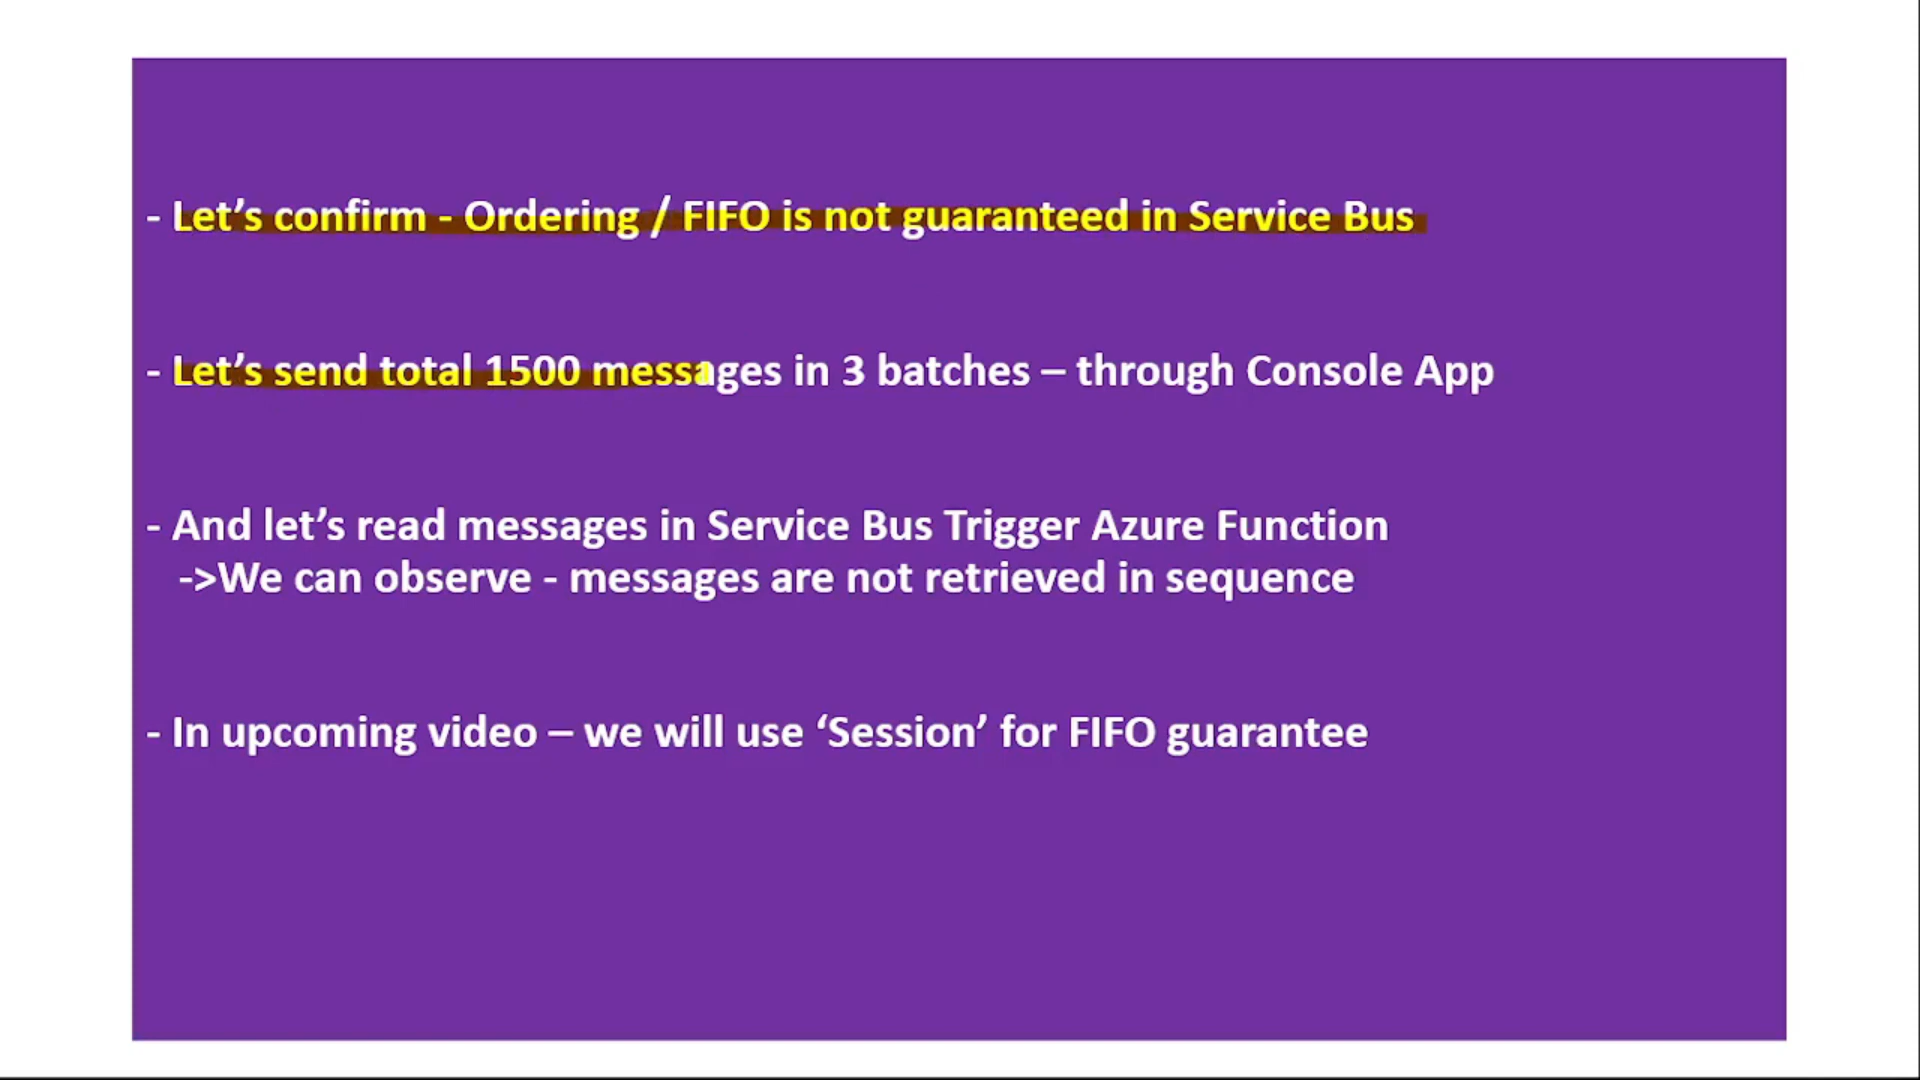 - Let’s confirm - Ordering / FIFO is not guaranteed in Service Bus
- Let’s send total 1500 messages in 3 batches – through Console App
- And let’s read messages in Service Bus Trigger Azure Function
->We can observe - messages are not retrieved in sequence
- In upcoming video – we will use ‘Session’ for FIFO guarantee